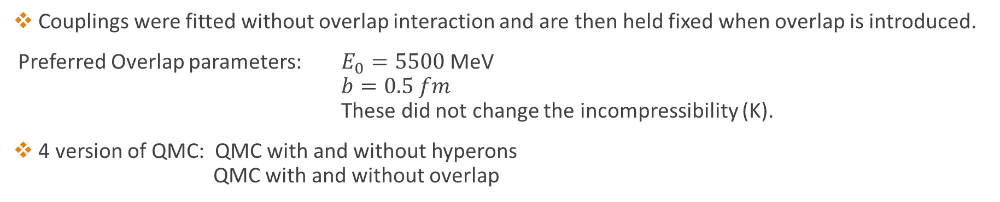 ❖ Couplings were fitted without overlap interaction and are then held fixed when overlap is introduced.
Preferred Overlap parameters: E₀ = 5500 MeV
b = 0.5 fm
These did not change the incompressibility (K).
❖ 4 version of QMC: QMC with and without hyperons
QMC with and without overlap